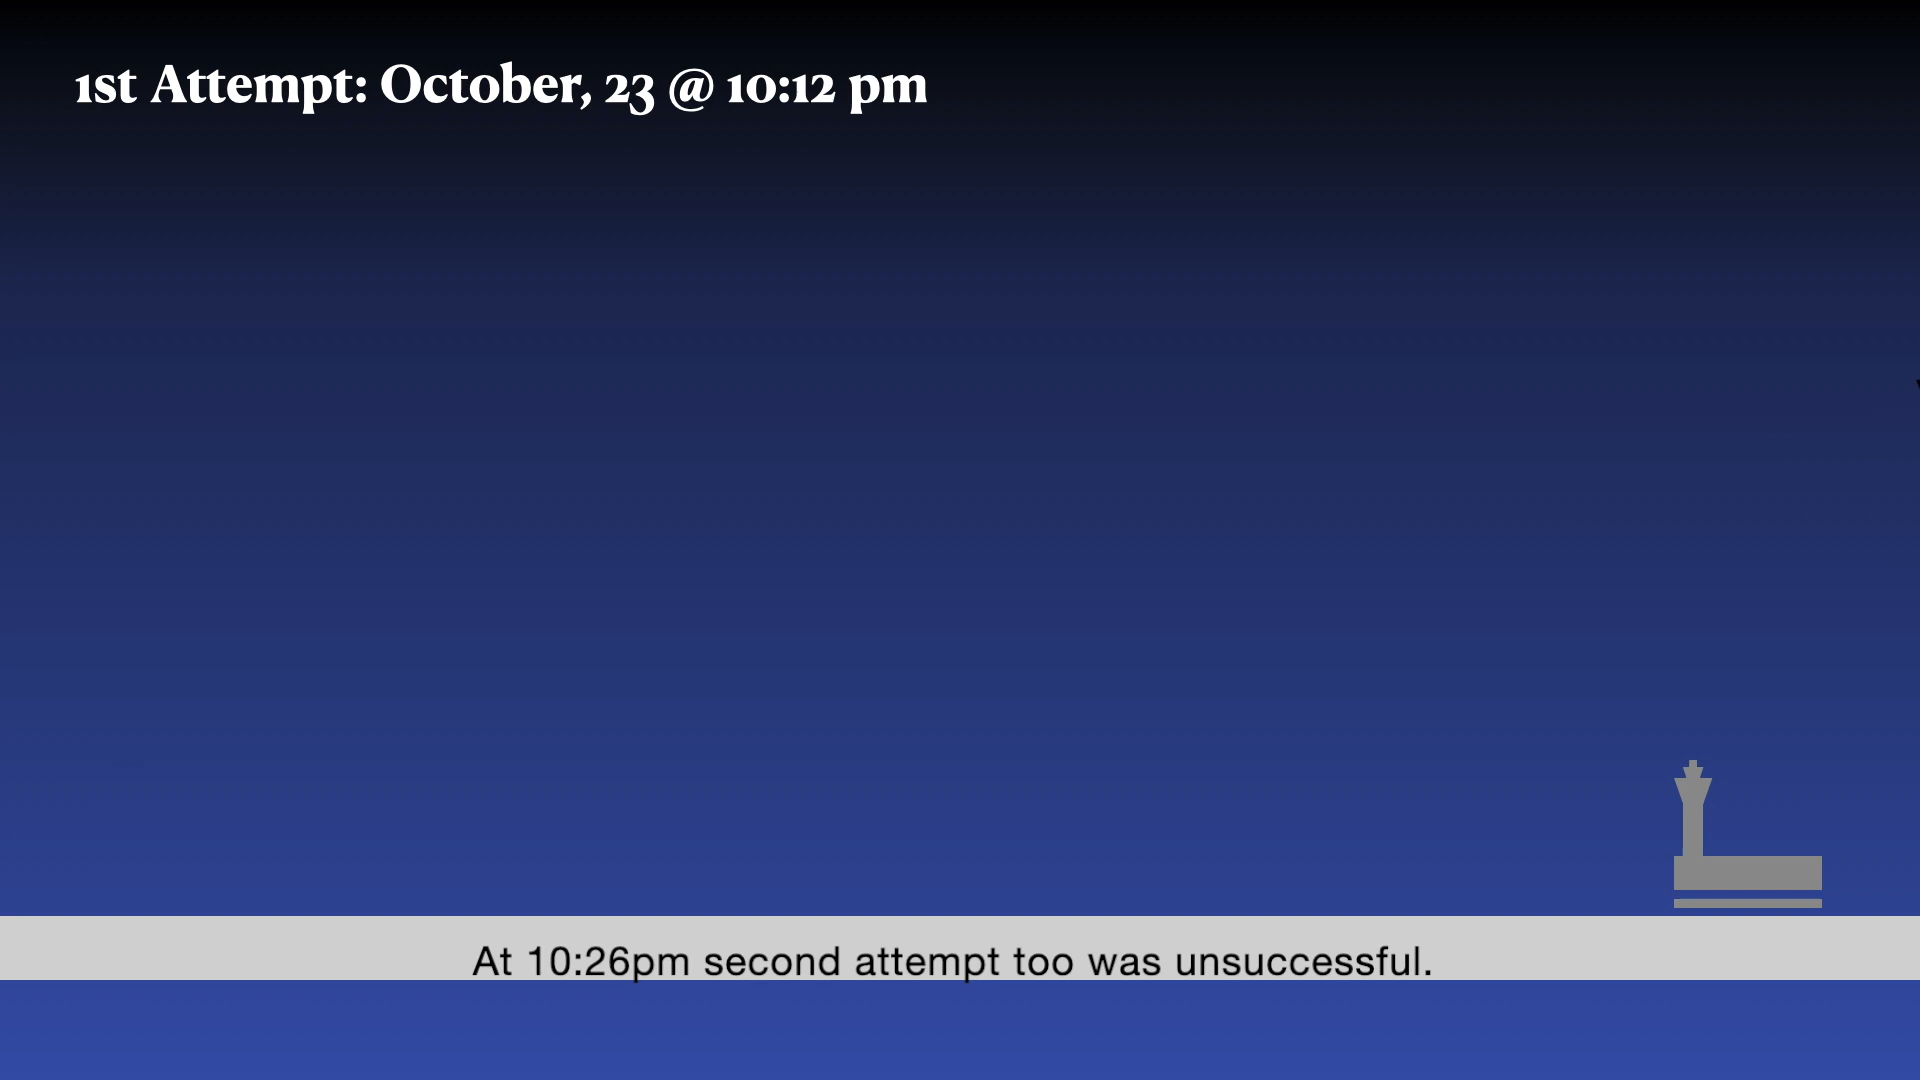 1st Attempt: October, 23 @ 10:12 pm
At 10:26pm second attempt too was unsuccessful.